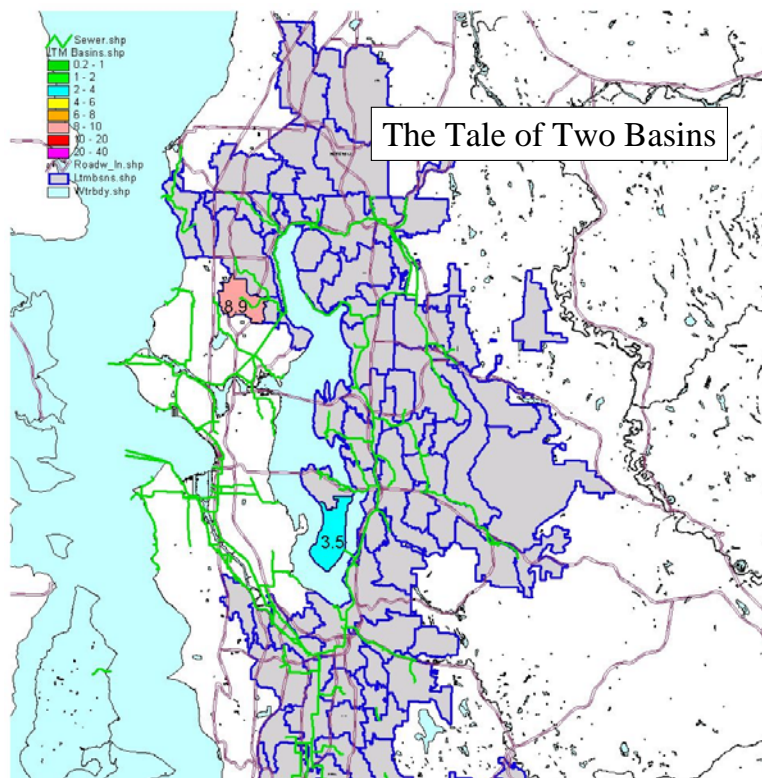 Sewer.shp
LTM Basins.shp
0.2 - 1
1 - 2
2 - 4
4 - 6
6 - 8
8 - 10
10 - 20
20 - 40
Roadw_ln.shp
Ltmbsns.shp
Wtrbdy.shp
The Tale of Two Basins
8.9
3.5